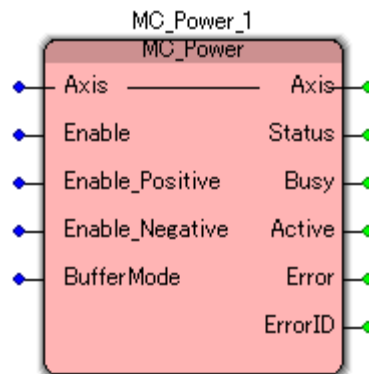 MC_Power_1
MC_Power
Axis Axis
Enable Status
Enable_Positive Busy
Enable_Negative Active
BufferMode Error
ErrorID